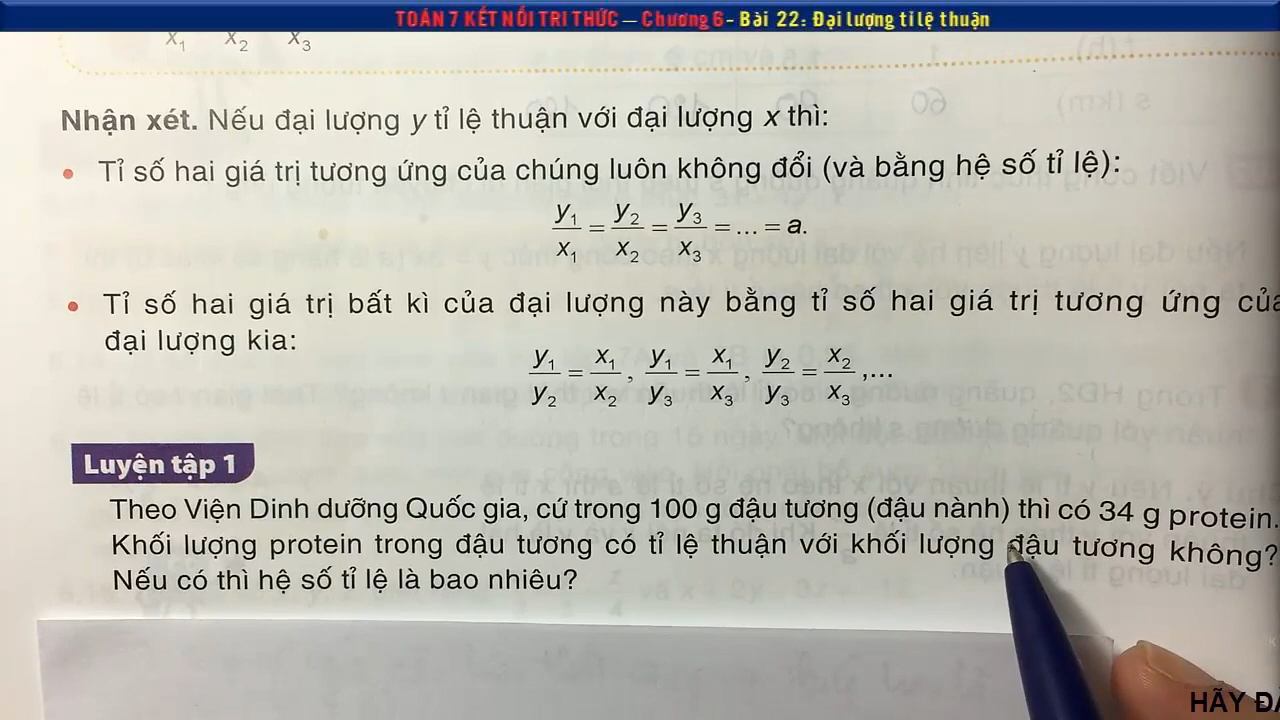 TOÁN 7 KẾT NỐI TRI THỨC – Chương 6 - Bài 22: Đại lượng tỉ lệ thuận
x₁ x₂ x₃
Nhận xét. Nếu đại lượng y tỉ lệ thuận với đại lượng x thì:
• Tỉ số hai giá trị tương ứng của chúng luôn không đổi (và bằng hệ số tỉ lệ):
y₁/x₁ = y₂/x₂ = y₃/x₃ = ... = a.
• Tỉ số hai giá trị bất kì của đại lượng này bằng tỉ số hai giá trị tương ứng của
đại lượng kia:
y₁/y₂ = x₁/x₂, y₁/y₃ = x₁/x₃, y₂/y₃ = x₂/x₃,...
Luyện tập 1
Theo Viện Dinh dưỡng Quốc gia, cứ trong 100 g đậu tương (đậu nành) thì có 34 g protein.
Khối lượng protein trong đậu tương có tỉ lệ thuận với khối lượng đậu tương không?
Nếu có thì hệ số tỉ lệ là bao nhiêu?
HÃY